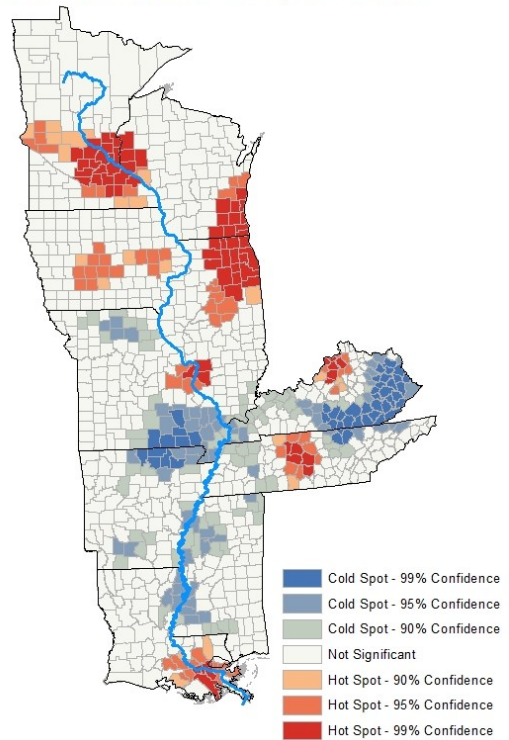 Cold Spot - 99% Confidence
Cold Spot - 95% Confidence
Cold Spot - 90% Confidence
Not Significant
Hot Spot - 90% Confidence
Hot Spot - 95% Confidence
Hot Spot - 99% Confidence